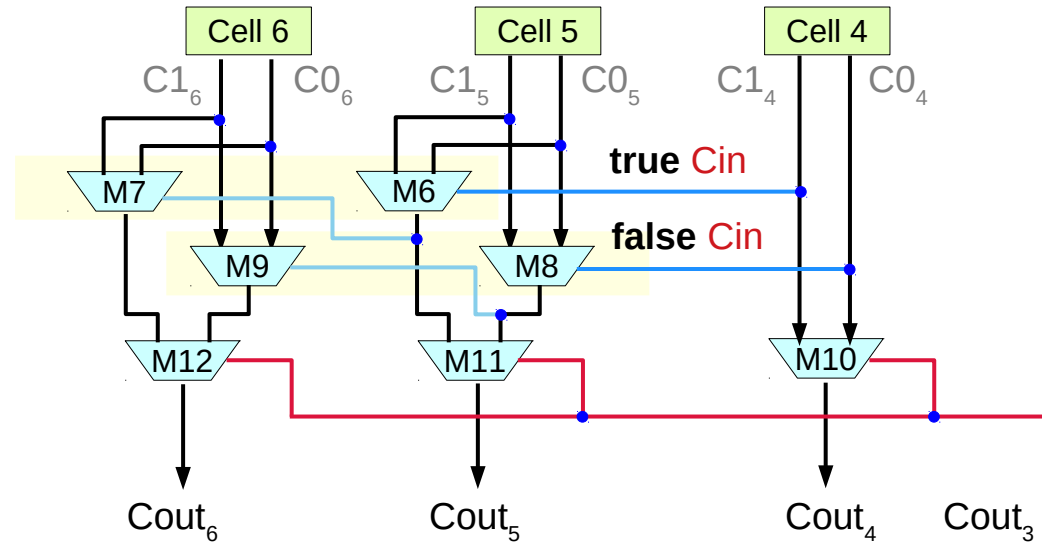 Cell 6
Cell 5
Cell 4
C1₆
C0₆
C1₅
C0₅
C1₄
C0₄
true Cin
M7
M6
false Cin
M9
M8
M12
M11
M10
Cout₆
Cout₅
Cout₄
Cout₃